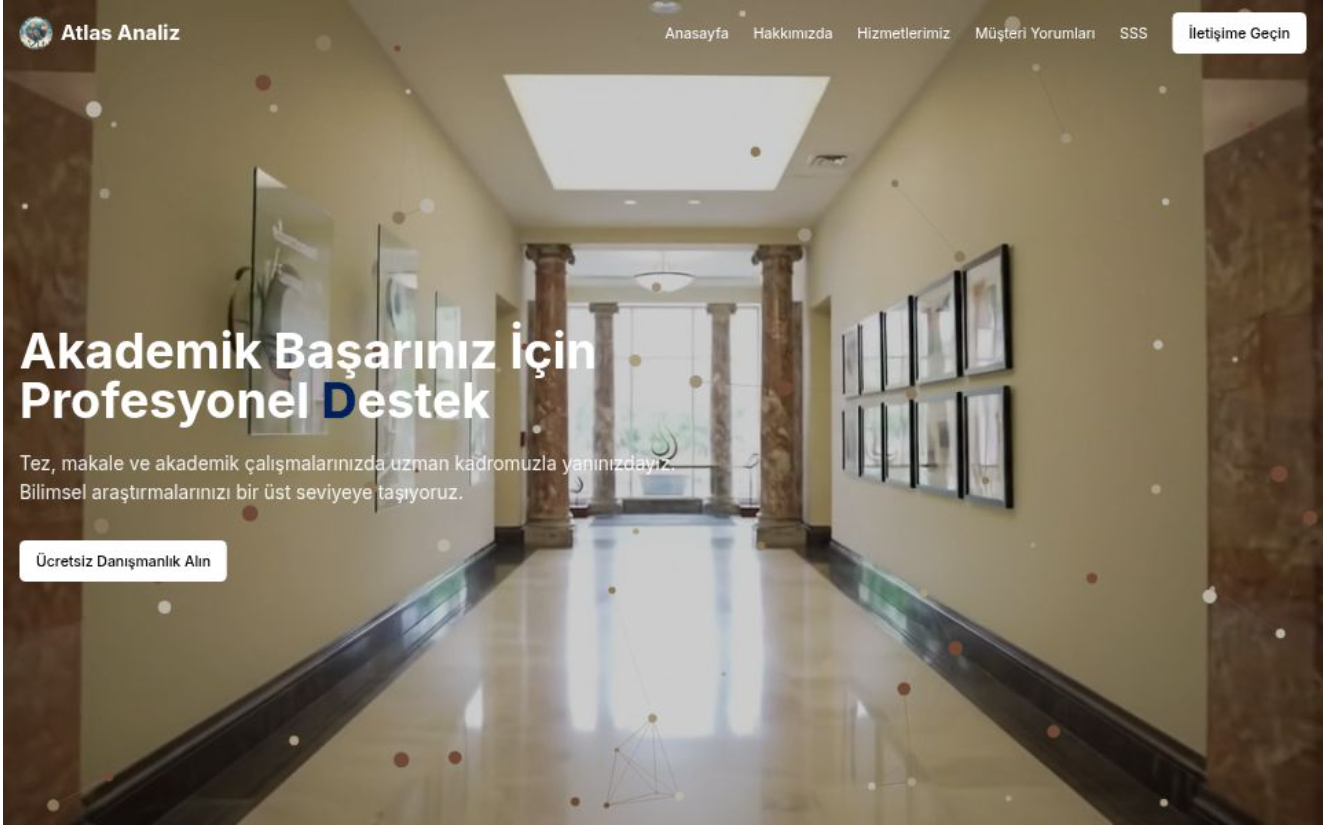 Atlas Analiz
Anasayfa Hakkımızda Hizmetlerimiz Müşteri Yorumları SSS İletişime Geçin
Akademik Başarınız İçin
Profesyonel Destek
Tez, makale ve akademik çalışmalarınızda uzman kadromuzla yanınızdayız.
Bilimsel araştırmalarınızı bir üst seviyeye taşıyoruz.
Ücretsiz Danışmanlık Alın